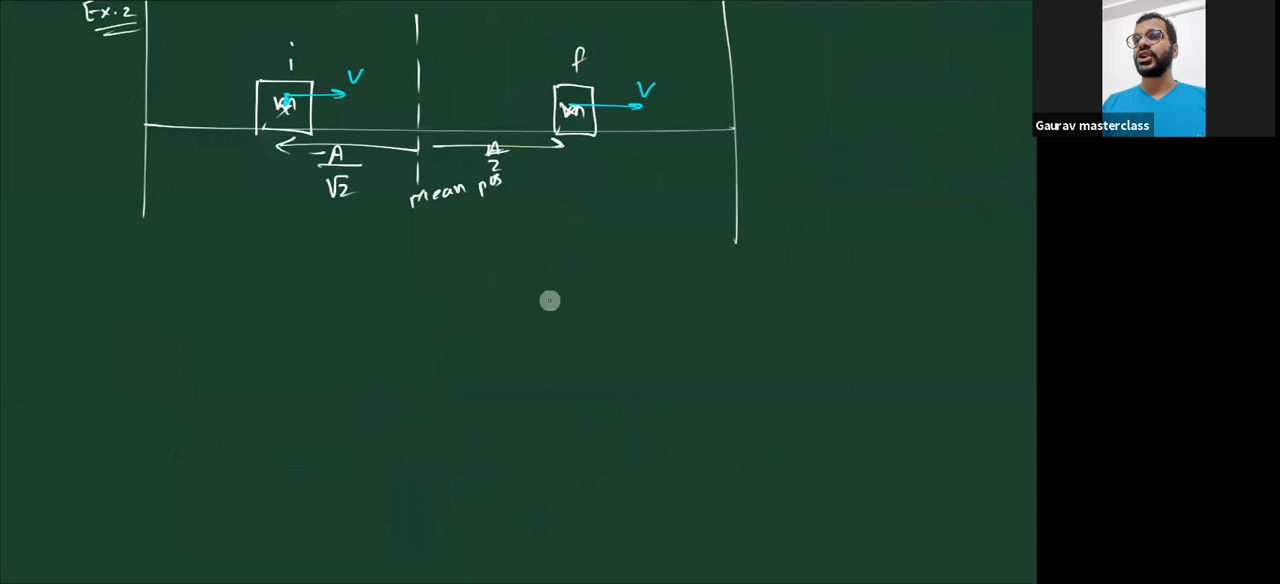 Ex. 2
i
f
V
V
m
m
-A
√2
A
2
mean pos
Gaurav masterclass